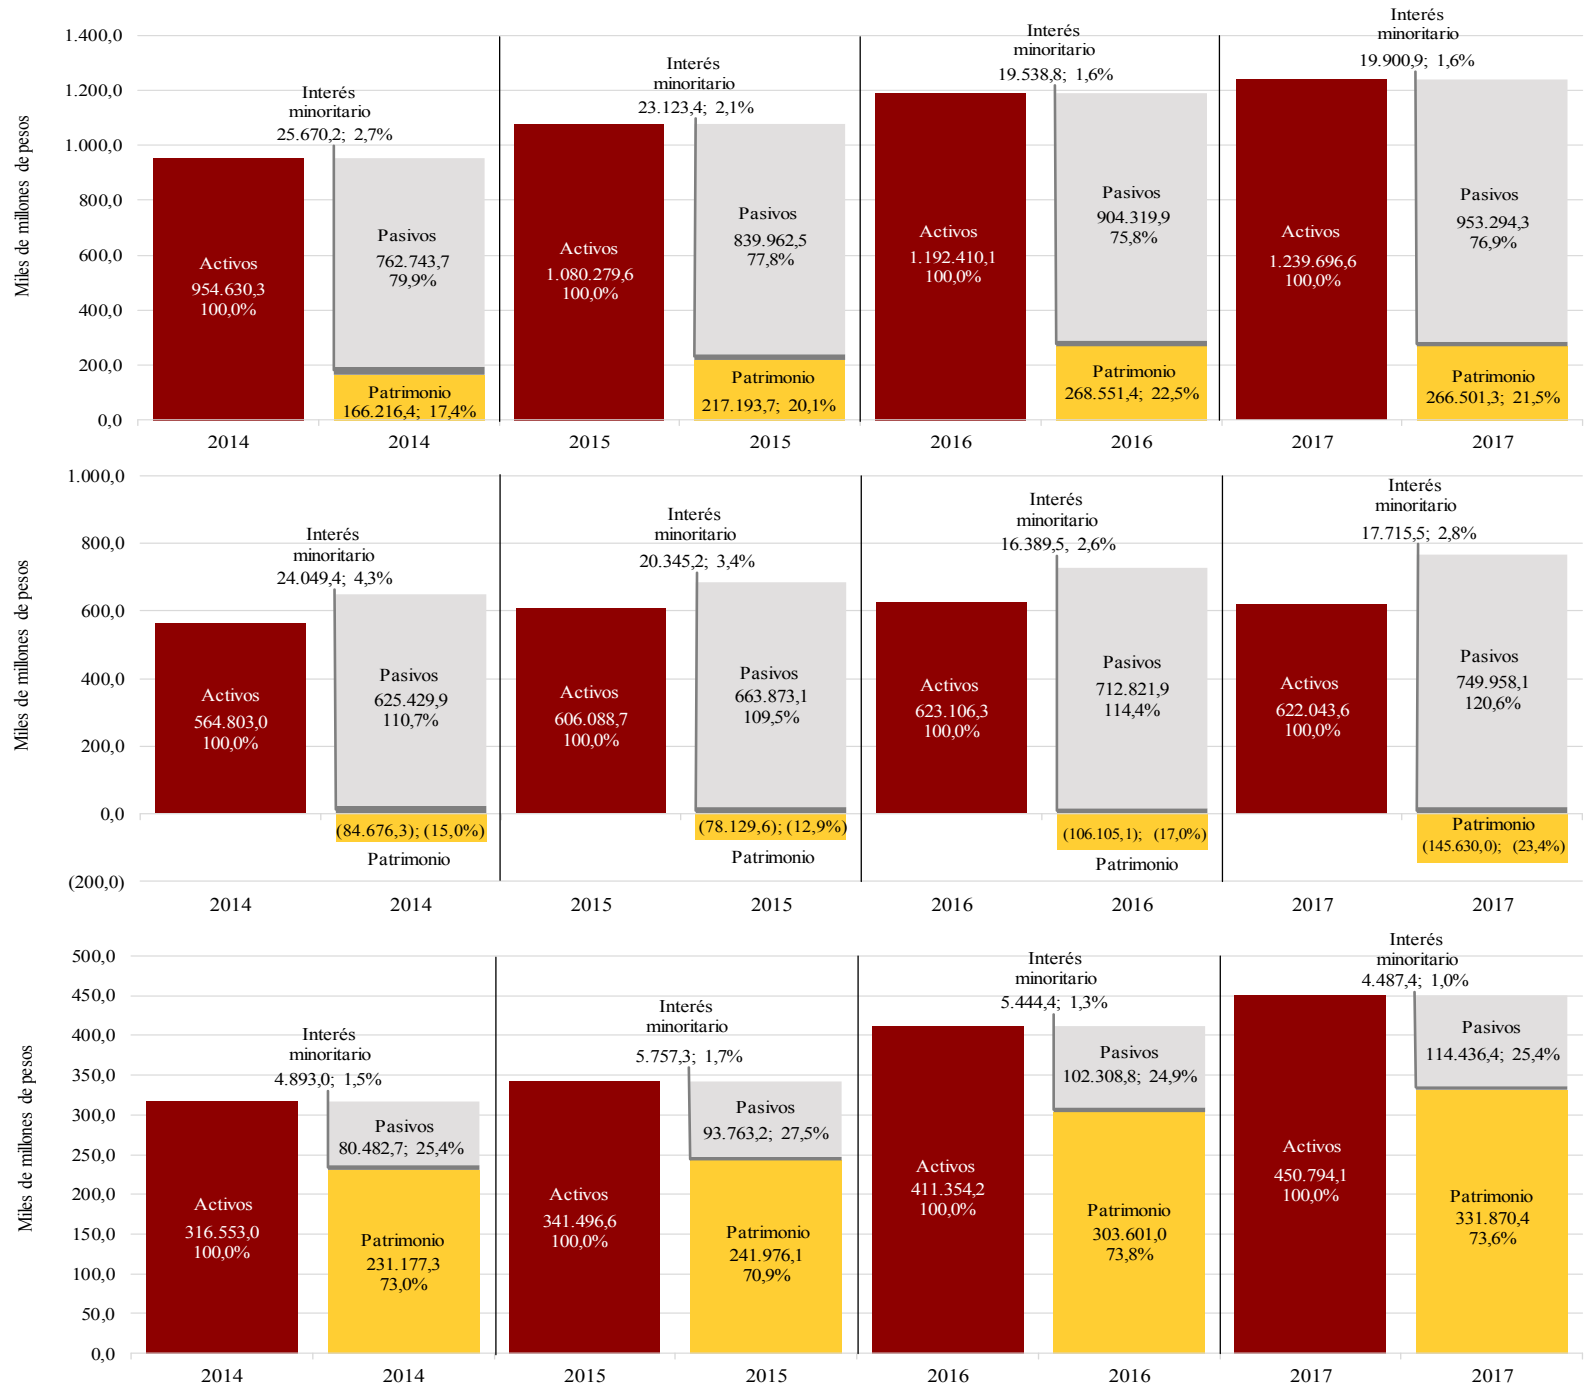 Miles de millones de pesos
1.400,0
1.200,0
1.000,0
800,0
600,0
400,0
200,0
0,0
Interés
minoritario
25.670,2; 2,7%
Activos
954.630,3
100,0%
Pasivos
762.743,7
79,9%
Patrimonio
166.216,4; 17,4%
Interés
minoritario
23.123,4; 2,1%
Activos
1.080.279,6
100,0%
Pasivos
839.962,5
77,8%
Patrimonio
217.193,7; 20,1%
Interés
minoritario
19.538,8; 1,6%
Activos
1.192.410,1
100,0%
Pasivos
904.319,9
75,8%
Patrimonio
268.551,4; 22,5%
Interés
minoritario
19.900,9; 1,6%
Activos
1.239.696,6
100,0%
Pasivos
953.294,3
76,9%
Patrimonio
266.501,3; 21,5%
2014 2014 2015 2015 2016 2016 2017 2017
Miles de millones de pesos
1.000,0
800,0
600,0
400,0
200,0
0,0
(200,0)
Interés
minoritario
24.049,4; 4,3%
Activos
564.803,0
100,0%
Pasivos
625.429,9
110,7%
(84.676,3); (15,0%)
Patrimonio
Interés
minoritario
20.345,2; 3,4%
Activos
606.088,7
100,0%
Pasivos
663.873,1
109,5%
(78.129,6); (12,9%)
Patrimonio
Interés
minoritario
16.389,5, 2,6%
Activos
623.106,3
100,0%
Pasivos
712.821,9
114,4%
(106.105,1); (17,0%)
Patrimonio
Interés
minoritario
17.715,5; 2,8%
Activos
622.043,6
100,0%
Pasivos
749.958,1
120,6%
Patrimonio
(145.630,0); (23,4%)
2014 2014 2015 2015 2016 2016 2017 2017
Miles de millones de pesos
500,0
450,0
400,0
350,0
300,0
250,0
200,0
150,0
100,0
50,0
0,0
Interés
minoritario
4.893,0; 1,5%
Activos
316.553,0
100,0%
Pasivos
80.482,7; 25,4%
Patrimonio
231.177,3
73,0%
Interés
minoritario
5.757,3; 1,7%
Activos
341.496,6
100,0%
Pasivos
93.763,2; 27,5%
Patrimonio
241.976,1
70,9%
Interés
minoritario
5.444,4; 1,3%
Activos
411.354,2
100,0%
Pasivos
102.308,8; 24,9%
Patrimonio
303.601,0
73,8%
Interés
minoritario
4.487,4; 1,0%
Activos
450.794,1
100,0%
Pasivos
114.436,4; 25,4%
Patrimonio
331.870,4
73,6%
2014 2014 2015 2015 2016 2016 2017 2017